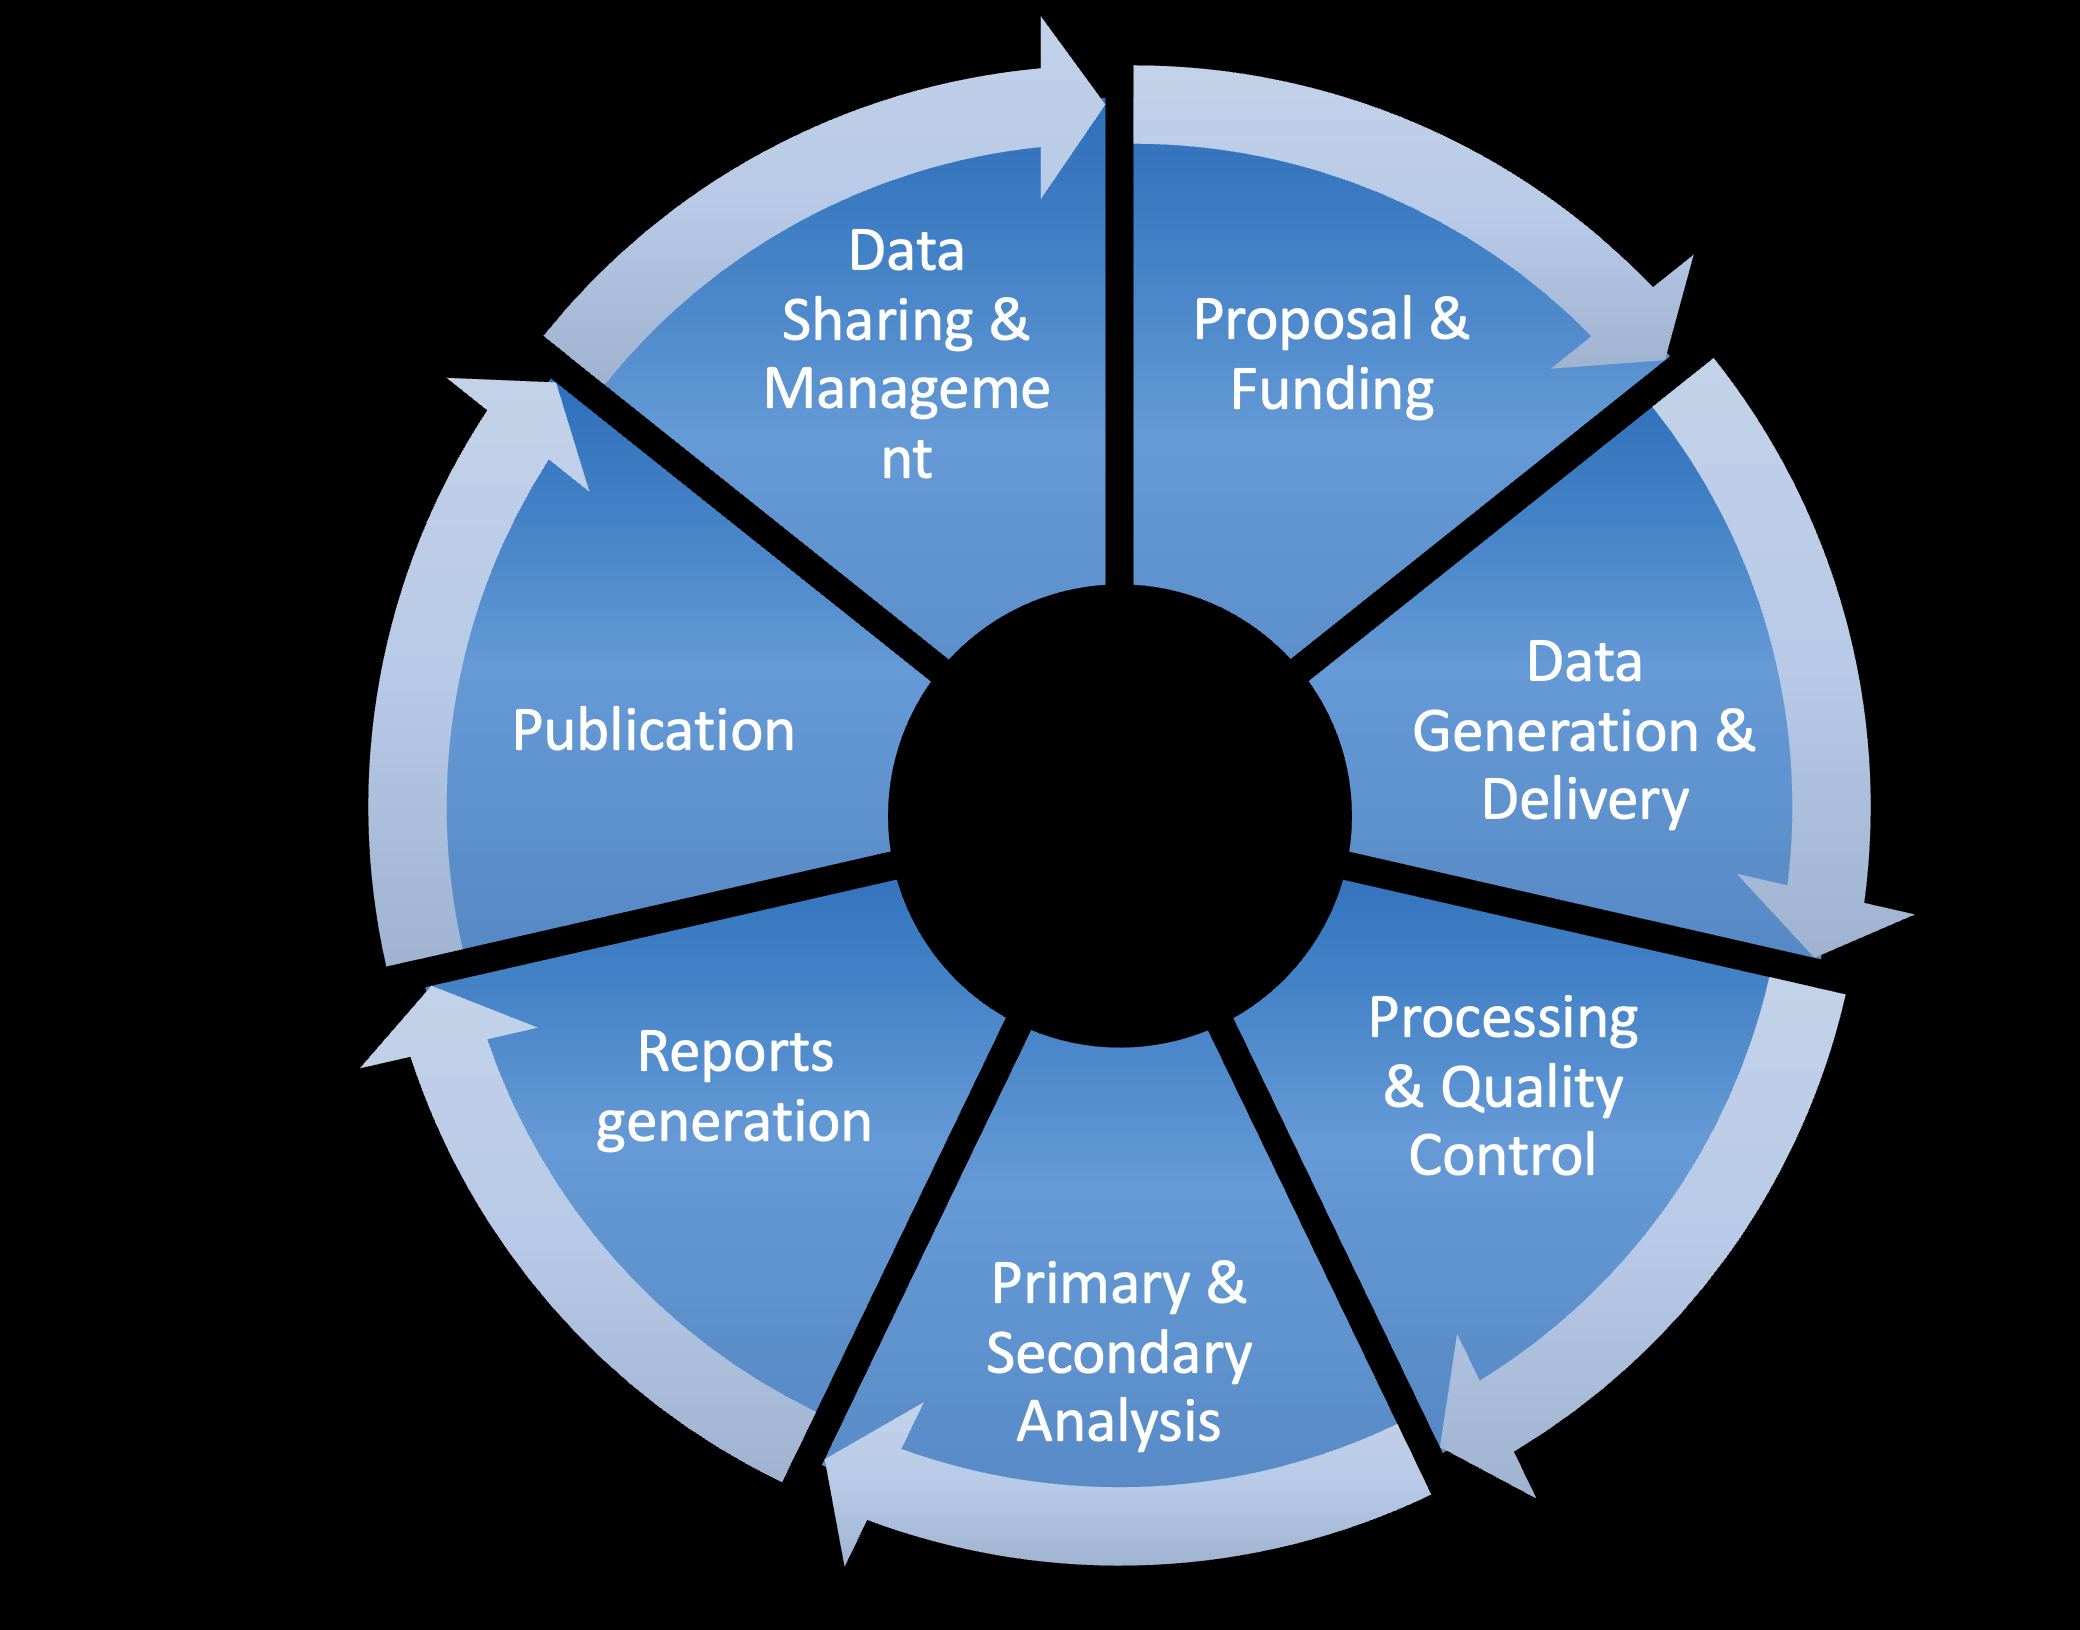 Proposal &
Funding
Data
Generation &
Delivery
Processing
& Quality
Control
Primary &
Secondary
Analysis
Reports
generation
Publication
Data
Sharing &
Manageme
nt